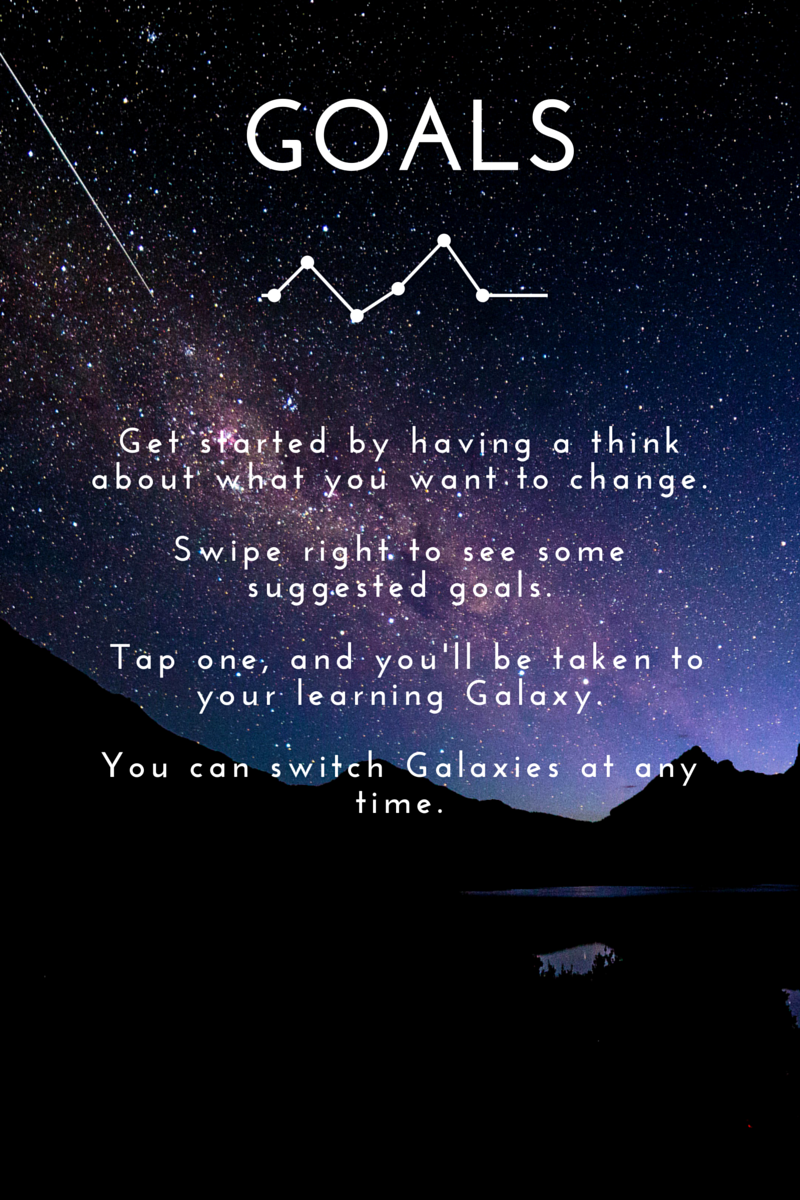 GOALS
Get started by having a think
about what you want to change.
Swipe right to see some
suggested goals.
Tap one, and you'll be taken to
your learning Galaxy.
You can switch Galaxies at any
time.